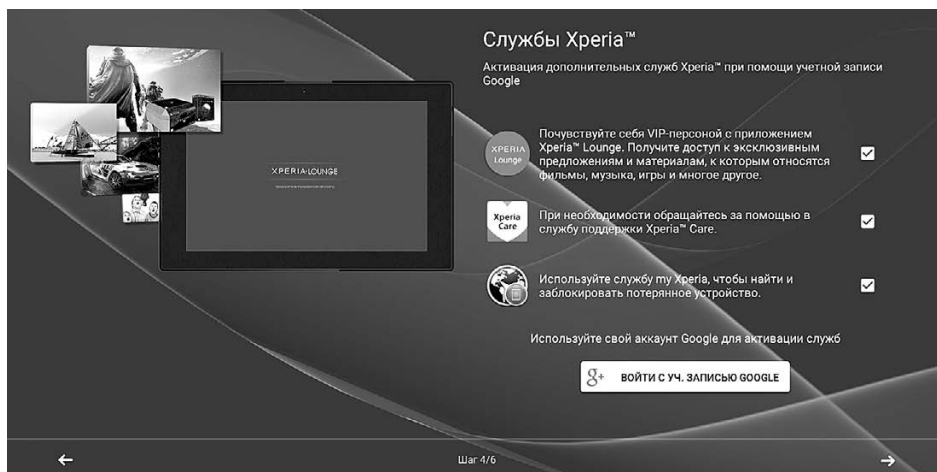 Службы Xperia™
Активация дополнительных служб Xperia™ при помощи учетной записи
Google
XPERIA
Lounge
Почувствуйте себя VIP-персоной с приложением
Xperia™ Lounge. Получите доступ к эксклюзивным
предложениям и материалам, к которым относятся
фильмы, музыка, игры и многое другое.
XPERIA LOUNGE
Xperia
Care
При необходимости обращайтесь за помощью в
службу поддержки Xperia™ Care.
Используйте службу my Xperia, чтобы найти и
заблокировать потерянное устройство.
Используйте свой аккаунт Google для активации служб
g+ ВОЙТИ С УЧ. ЗАПИСЬЮ GOOGLE
Шаг 4/6